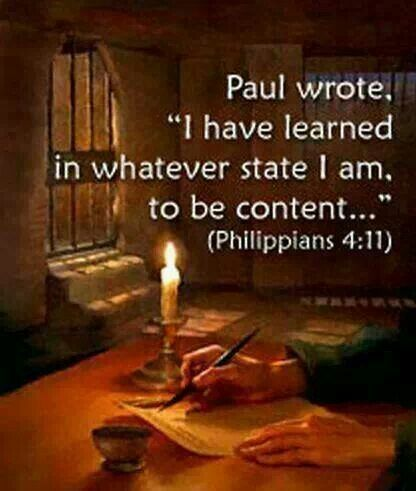 Paul wrote,
“I have learned
in whatever state I am,
to be content...”
(Philippians 4:11)